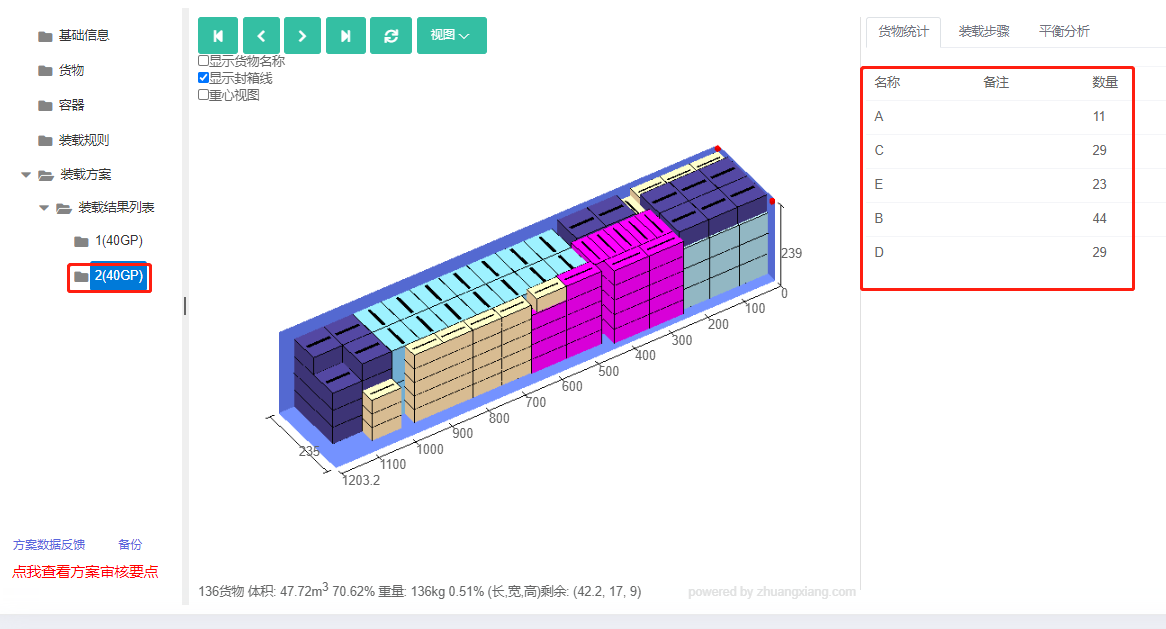 基础信息
货物
容器
装载规则
装载方案
装载结果列表
1(40GP)
2(40GP)
方案数据反馈 备份
点我查看方案审核要点
视图
显示货物名称
显示封箱线
重心视图
239
0
100
200
300
400
500
600
700
800
900
1000
1100
1203.2
235
136货物 体积: 47.72m3 70.62% 重量: 136kg 0.51% (长,宽,高)剩余: (42.2, 17, 9)
powered by zhuangxiang.com
货物统计 装载步骤 平衡分析
名称 备注 数量
A 11
C 29
E 23
B 44
D 29